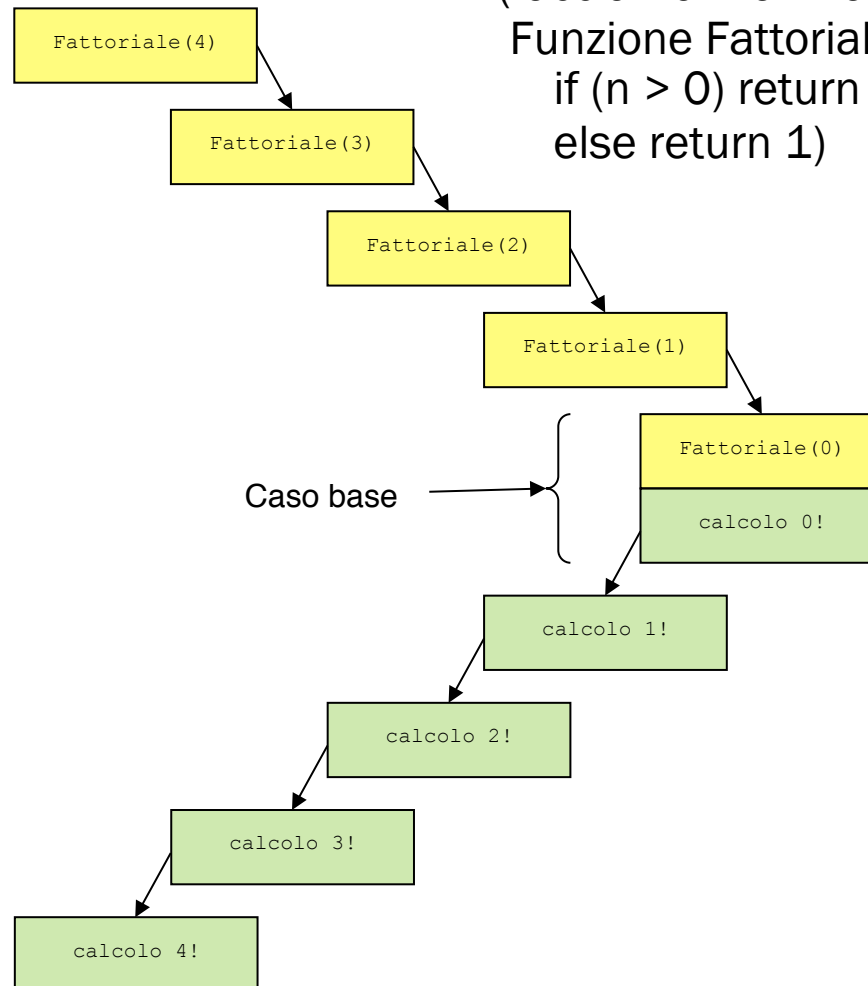 Funzione
if (n > 0) return
else return 1)
Fattoriale(4)
Fattoriale(3)
Fattoriale(2)
Fattoriale(1)
Fattoriale(0)
Caso base
calcolo 0!
calcolo 1!
calcolo 2!
calcolo 3!
calcolo 4!